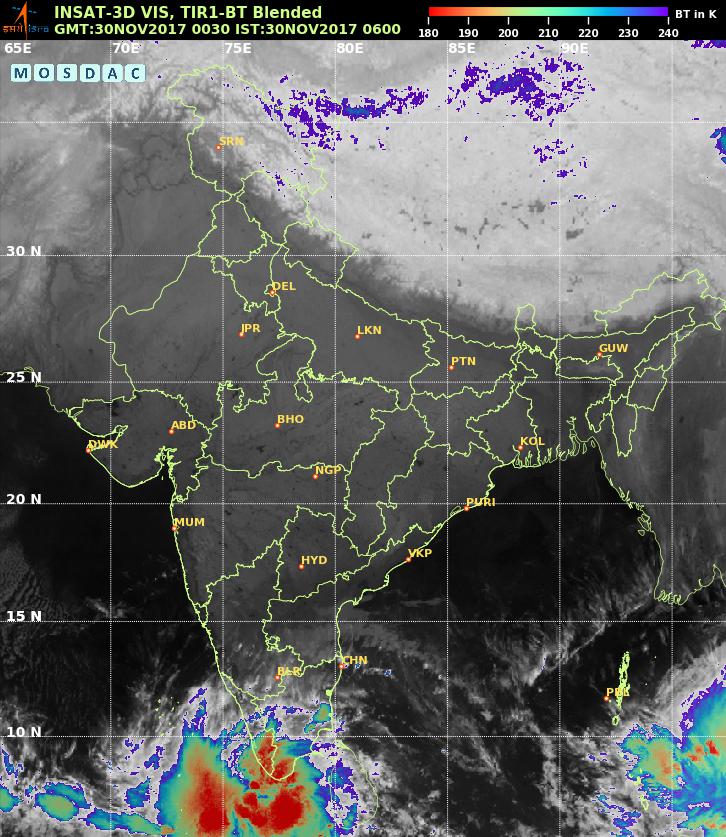 INSAT-3D VIS, TIR1-BT Blended
GMT:30NOV2017 0030 IST:30NOV2017 0600
BT in K
180 190 200 210 220 230 240
65E 70E 75E 80E 85E 90E
MOSDAC
SRN
30 N
DEL
JPR LKN
GUW
PTN
25 N
ABD BHO
DWK KOL
NGP
20 N PURI
MUM
VKP
HYD
15 N
CHN
BLR
PBL
10 N